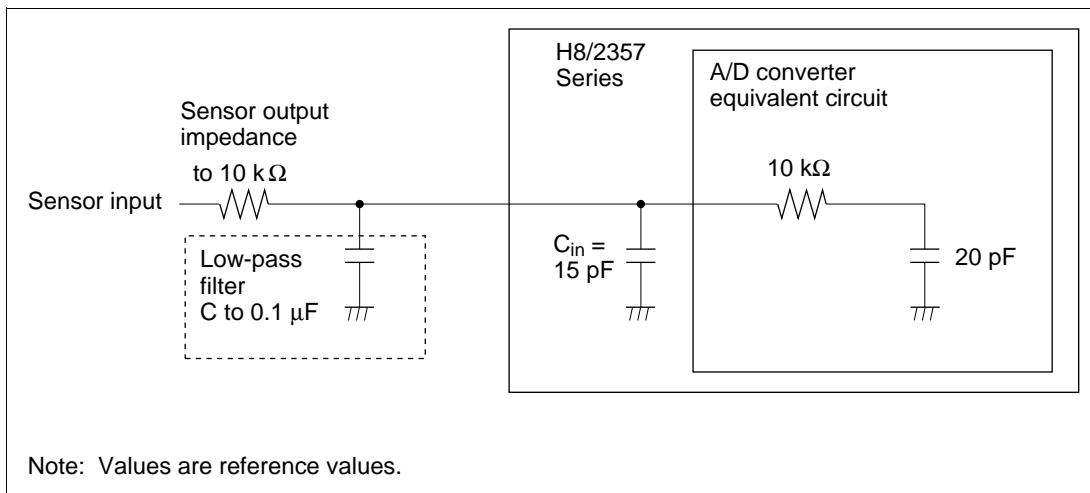 H8/2357
Series
A/D converter
equivalent circuit
Sensor output
impedance
to 10 kΩ
10 kΩ
Sensor input
Low-pass
filter
C to 0.1 μF
Cin =
15 pF
20 pF
Note: Values are reference values.